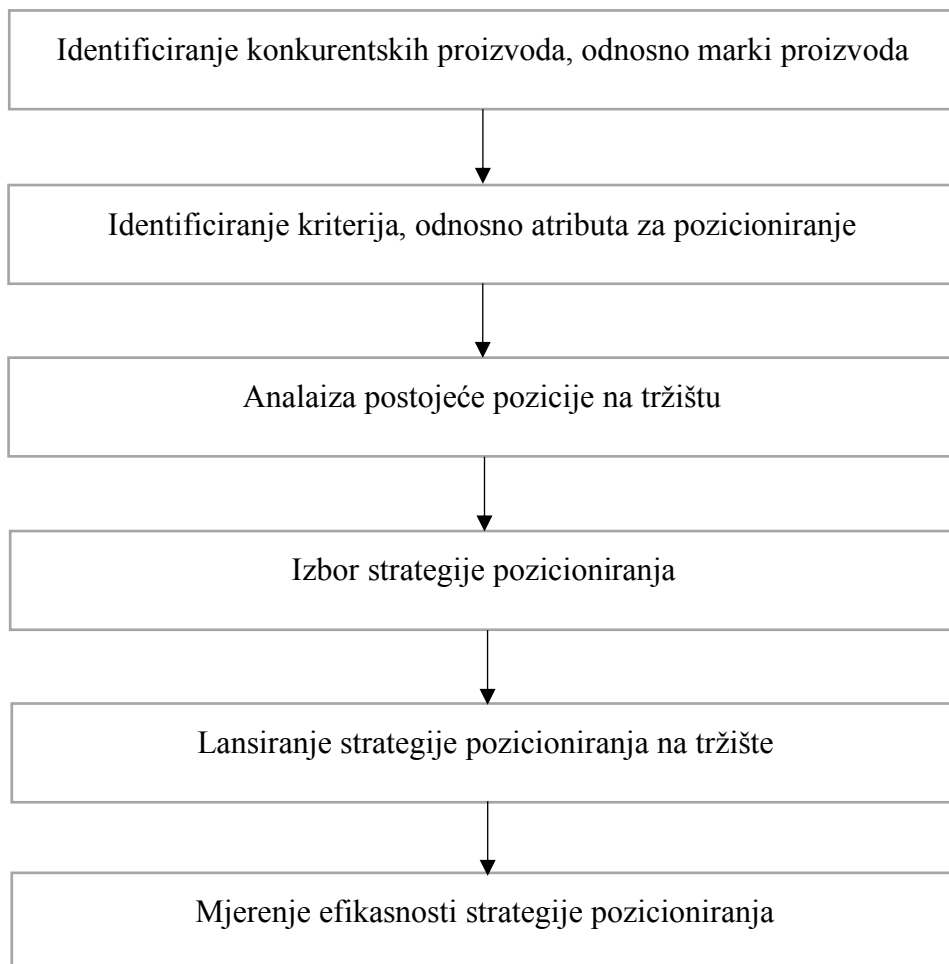 Identificiranje konkurentskih proizvoda, odnosno marki proizvoda
Identificiranje kriterija, odnosno atributa za pozicioniranje
Analaiza postojeće pozicije na tržištu
Izbor strategije pozicioniranja
Lansiranje strategije pozicioniranja na tržište
Mjerenje efikasnosti strategije pozicioniranja